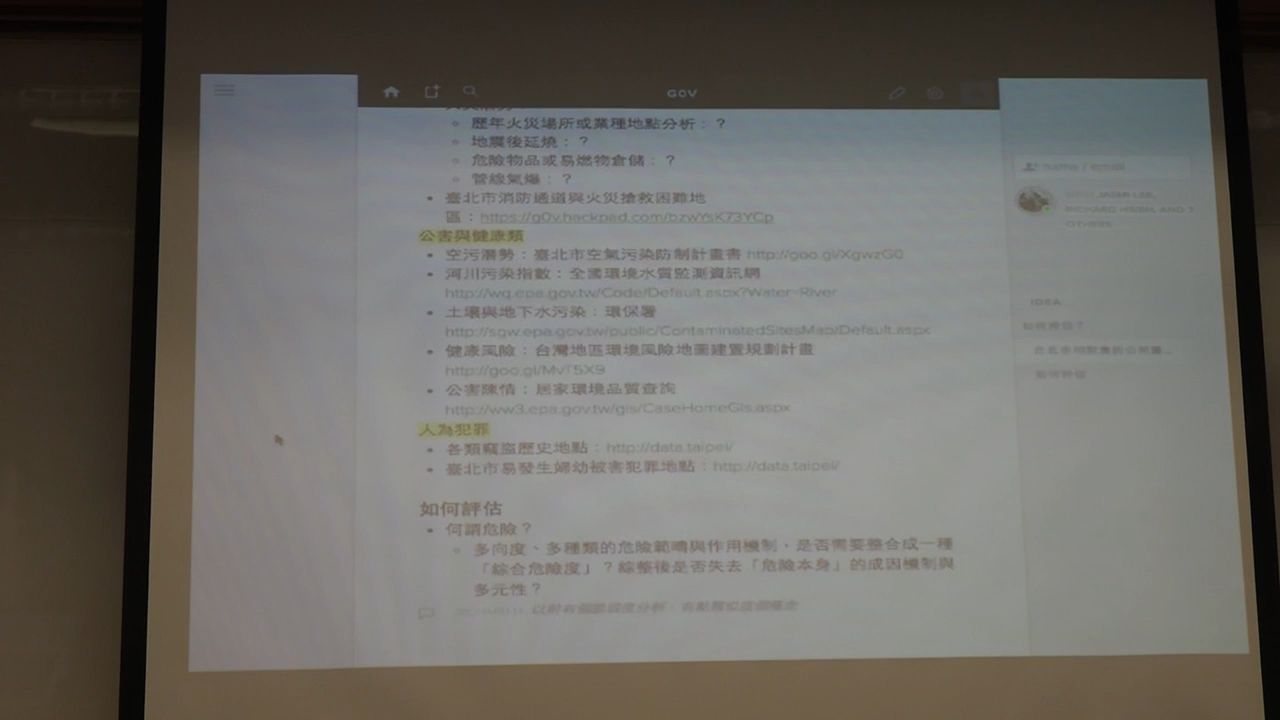 G0V
歷年火災場所或業種地點分析：？
地震後延燒：？
危險物品或易燃物倉儲：？
管線氣爆：？
臺北市消防通道與火災搶救困難地
區：https://g0v.hackpad.com/bzwYsK73YCp
公害與健康類
空污潛勢：臺北市空氣污染防制計畫書 http://goo.gl/XgwzG0
河川污染指數：全國環境水質監測資訊網
http://wq.epa.gov.tw/Code/Default.aspx?Water=River
土壤與地下水污染：環保署
http://sgw.epa.gov.tw/public/ContaminatedSitesMap/Default.aspx
健康風險：台灣地區環境風險地圖建置規劃計畫
http://goo.gl/MvT5X9
公害陳情：居家環境品質查詢
http://ww3.epa.gov.tw/gis/CaseHomeGis.aspx
人為犯罪
各類竊盜歷史地點：http://data.taipei/
臺北市易發生婦幼被害犯罪地點：http://data.taipei/
如何評估
何謂危險？
多向度、多種類的危險範疇與作用機制，是否需要整合成一種
「綜合危險度」？綜整後是否失去「危險本身」的成因機制與
多元性？
name / email
OTHERS
IDEA
如何評估